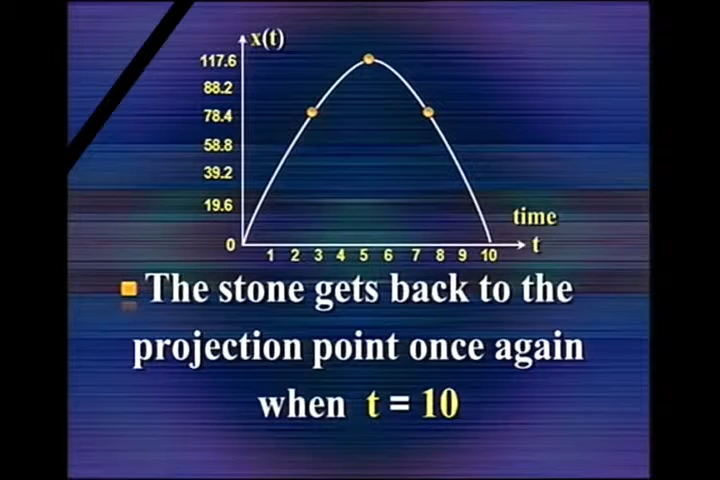 x(t)
117.6
88.2
78.4
58.8
39.2
19.6
0
time
t
1 2 3 4 5 6 7 8 9 10
The stone gets back to the
projection point once again
when t = 10